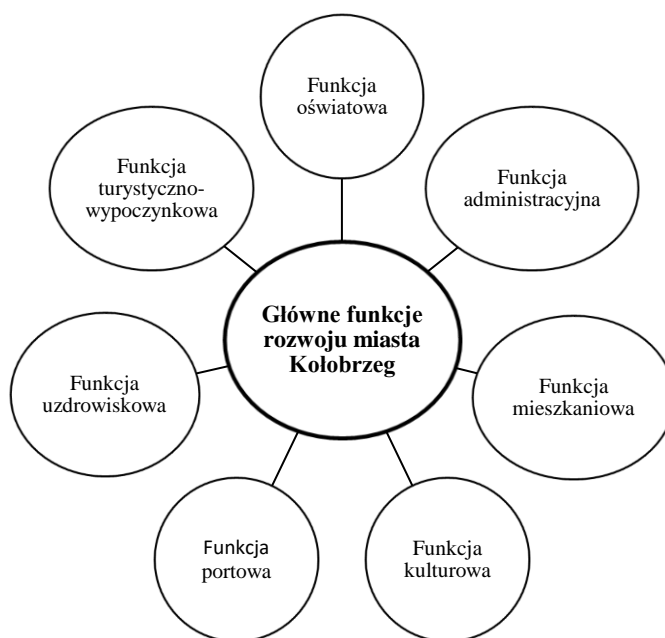 Funkcja
oświatowa
Funkcja
turystyczno-
wypoczynkowa
Funkcja
administracyjna
Główne funkcje
rozwoju miasta
Kołobrzeg
Funkcja
uzdrowiskowa
Funkcja
mieszkaniowa
Funkcja
portowa
Funkcja
kulturowa